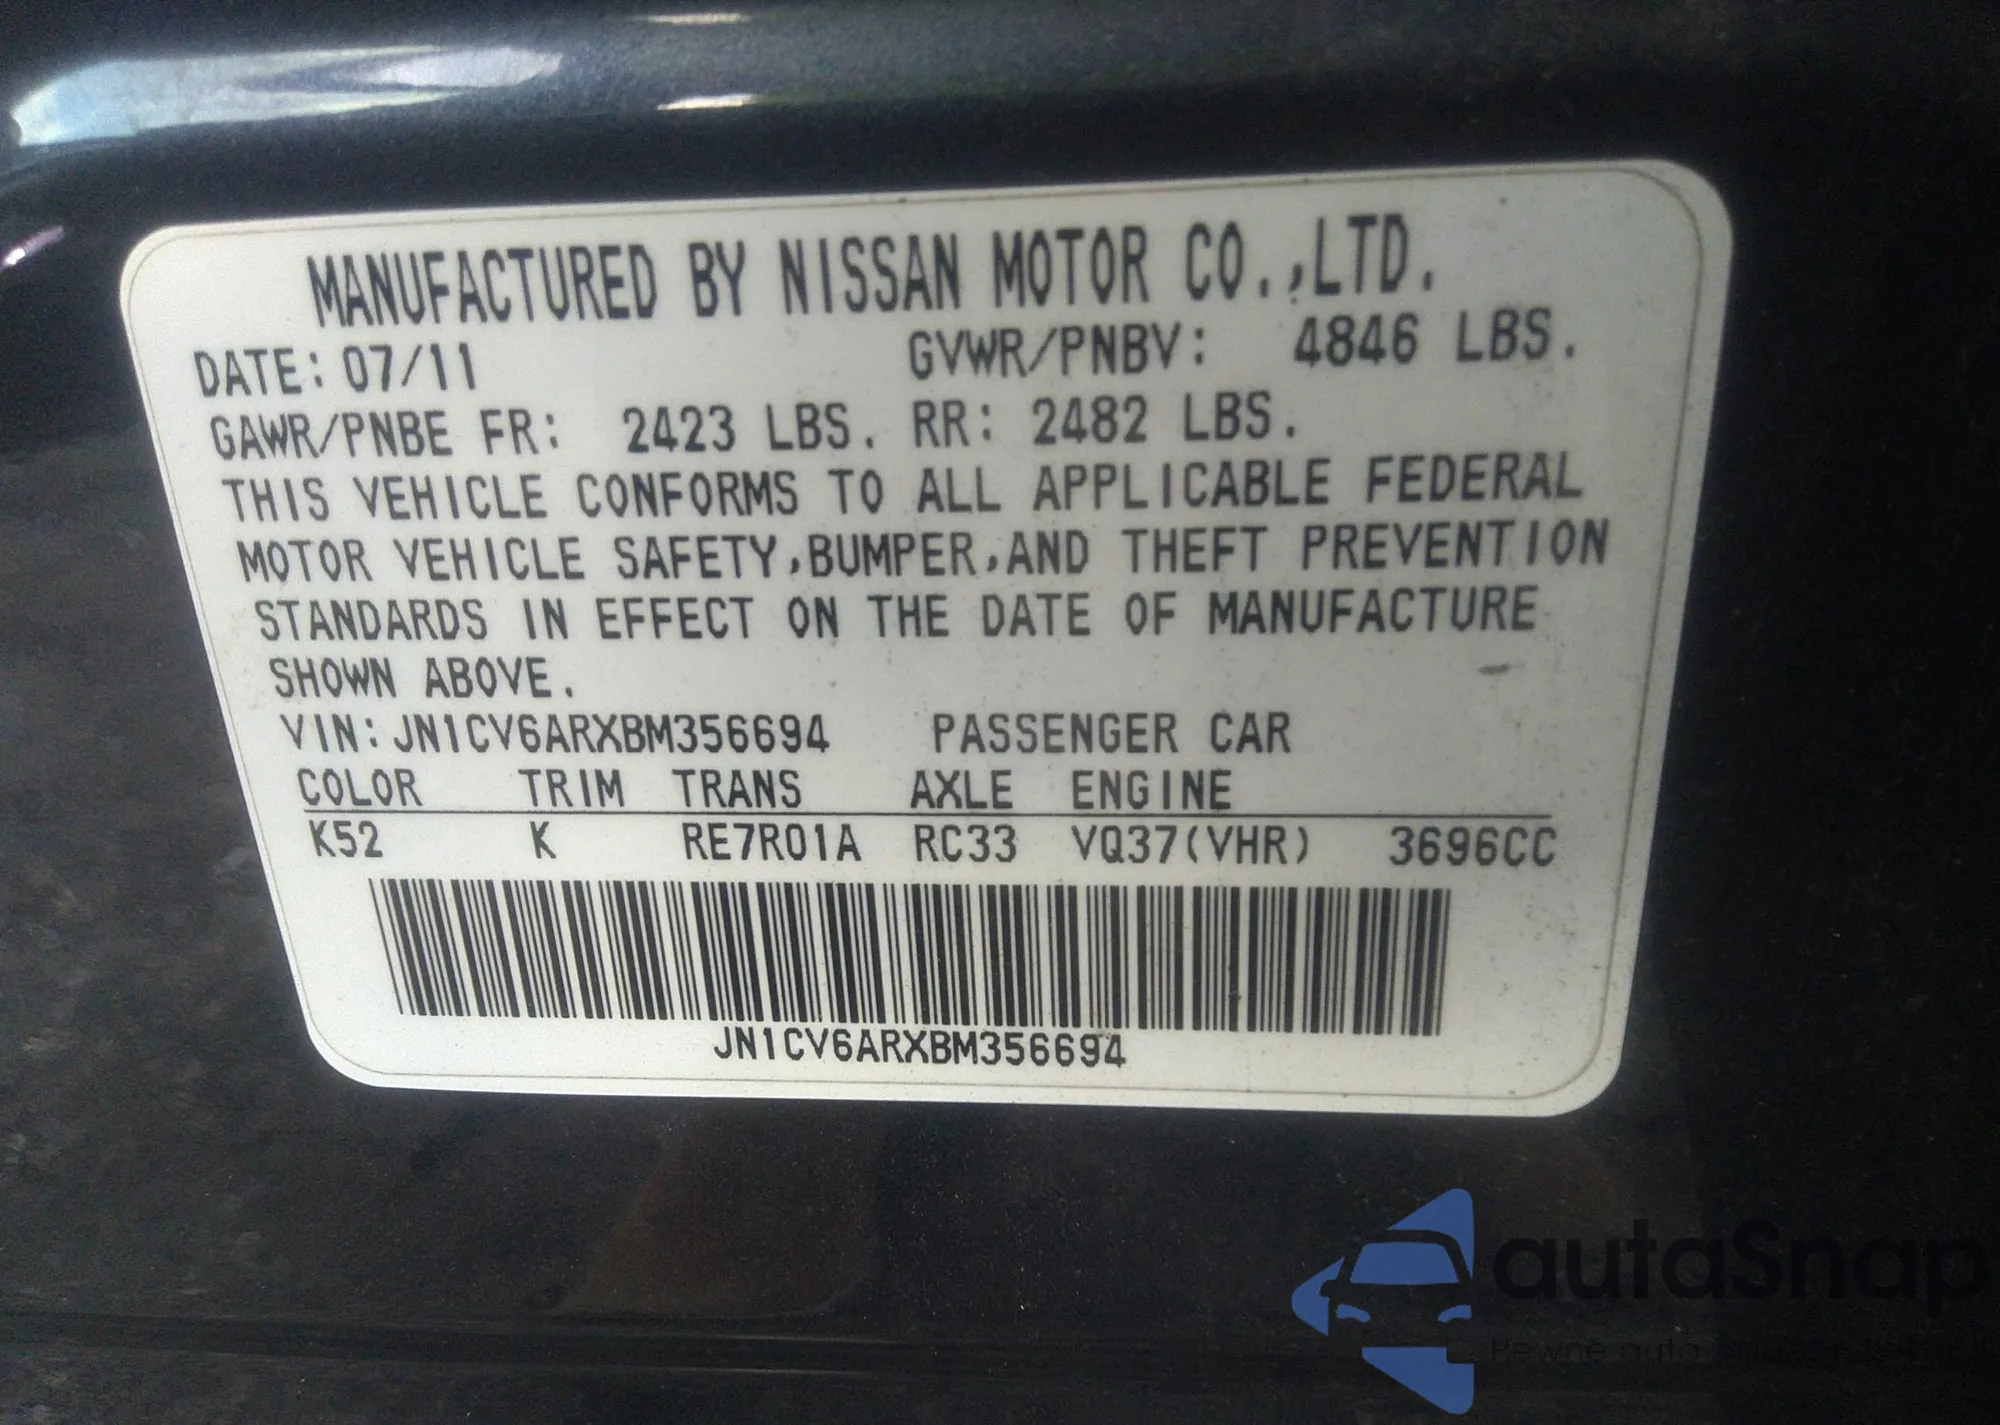 MANUFACTURED BY NISSAN MOTOR CO.,LTD.
DATE: 07/11 GVWR/PNBV: 4846 LBS.
GAWR/PNBE FR: 2423 LBS. RR: 2482 LBS.
THIS VEHICLE CONFORMS TO ALL APPLICABLE FEDERAL
MOTOR VEHICLE SAFETY,BUMPER,AND THEFT PREVENTION
STANDARDS IN EFFECT ON THE DATE OF MANUFACTURE
SHOWN ABOVE.
VIN:JN1CV6ARXBM356694 PASSENGER CAR
COLOR TRIM TRANS AXLE ENGINE
K52 K RE7R01A RC33 VQ37(VHR) 3696CC
JN1CV6ARXBM356694
autaSnap
Pewne auta